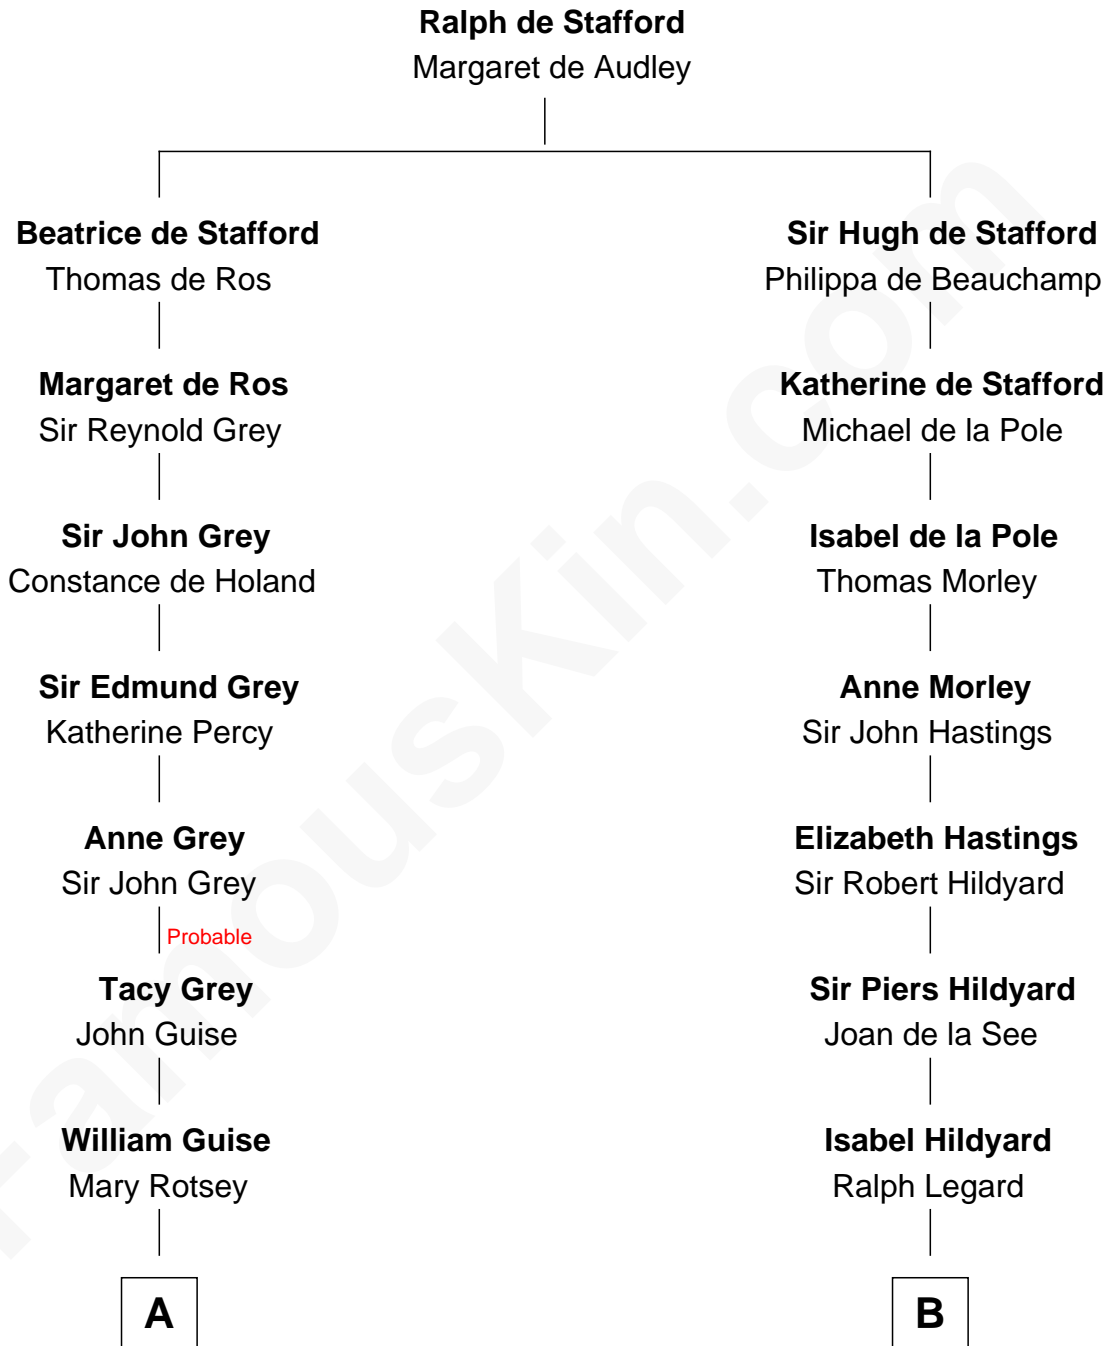 Ralph de Stafford
Margaret de Audley
Beatrice de Stafford
Thomas de Ros
Margaret de Ros
Sir Reynold Grey
Sir John Grey
Constance de Holand
Sir Edmund Grey
Katherine Percy
Anne Grey
Sir John Grey
Probable
Tacy Grey
John Guise
William Guise
Mary Rotsey
A
Sir Hugh de Stafford
Philippa de Beauchamp
Katherine de Stafford
Michael de la Pole
Isabel de la Pole
Thomas Morley
Anne Morley
Sir John Hastings
Elizabeth Hastings
Sir Robert Hildyard
Sir Piers Hildyard
Joan de la See
Isabel Hildyard
Ralph Legard
B
FamousKin.com